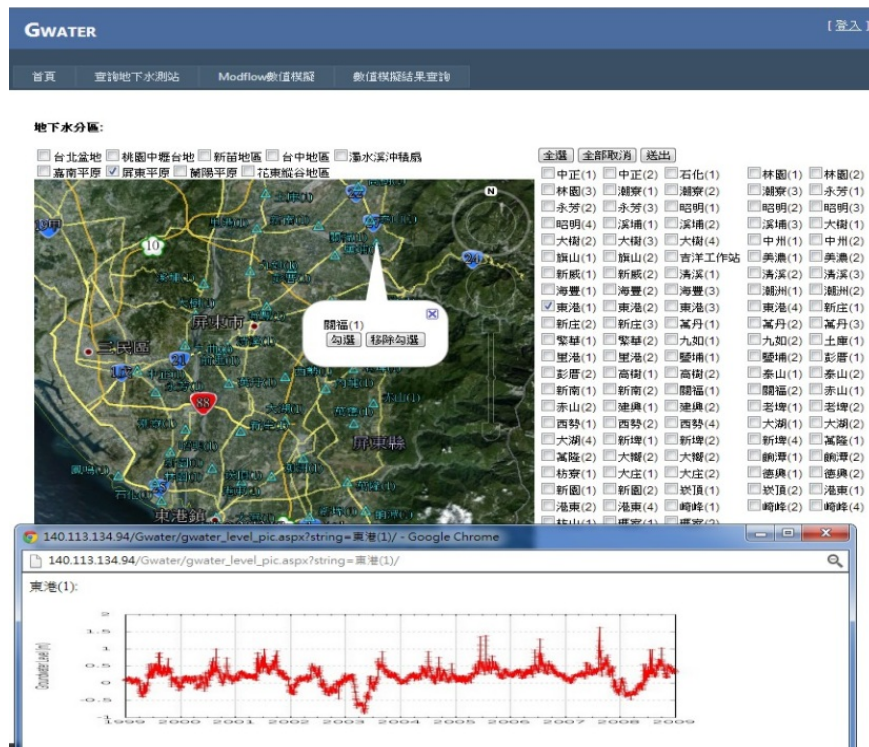 GWATER
[ 登入 ]
首頁 查詢地下水測站 Modflow數值模擬 數值模擬結果查詢
地下水分區:
台北盆地 桃園中壢台地 新苗地區 台中地區 濁水溪沖積扇
嘉南平原 屏東平原 蘭陽平原 花東縱谷地區
全選 全部取消 送出
中正(1) 中正(2) 石化(1) 林園(1) 林園(2)
林園(3) 潮寮(1) 潮寮(2) 潮寮(3) 永芳(1)
永芳(2) 永芳(3) 昭明(1) 昭明(2) 昭明(3)
昭明(4) 溪埔(1) 溪埔(2) 溪埔(3) 大樹(1)
大樹(2) 大樹(3) 大樹(4) 中州(1) 中州(2)
旗山(1) 旗山(2) 吉洋工作站 美濃(1) 美濃(2)
新威(1) 新威(2) 清溪(1) 清溪(2) 清溪(3)
海豐(1) 海豐(2) 海豐(3) 潮州(1) 潮州(2)
東港(1) 東港(2) 東港(3) 東港(4) 新庄(1)
新庄(2) 新庄(3) 萬丹(1) 萬丹(2) 萬丹(3)
繁華(1) 繁華(2) 九如(1) 九如(2) 土庫(1)
里港(1) 里港(2) 鹽埔(1) 鹽埔(2) 彭厝(1)
彭厝(2) 高樹(1) 高樹(2) 泰山(1) 泰山(2)
新南(1) 新南(2) 關福(1) 關福(2) 赤山(1)
赤山(2) 建興(1) 建興(2) 老埤(1) 老埤(2)
西勢(1) 西勢(2) 西勢(4) 大湖(1) 大湖(2)
大湖(4) 新埤(1) 新埤(2) 新埤(4) 萬隆(1)
萬隆(2) 大響(2) 大響(2) 餉潭(1) 餉潭(2)
枋寮(1) 大庄(1) 大庄(2) 德興(1) 德興(2)
新園(1) 新園(2) 崁頂(1) 崁頂(2) 港東(1)
港東(2) 港東(4) 崎峰(1) 崎峰(2) 崎峰(4)
N
10
24
屏東市
關福(1)
勾選 移除勾選
三民區
21
88
赤山(1)
屏東縣
東港鎮
140.113.134.94/Gwater/gwater_level_pic.aspx?string=東港(1)/ - Google Chrome
140.113.134.94/Gwater/gwater_level_pic.aspx?string=東港(1)/
東港(1):
Groundwater Level (m)
2
1.5
1
0.5
0
-0.5
-1
1999 2000 2001 2002 2003 2004 2005 2006 2007 2008 2009